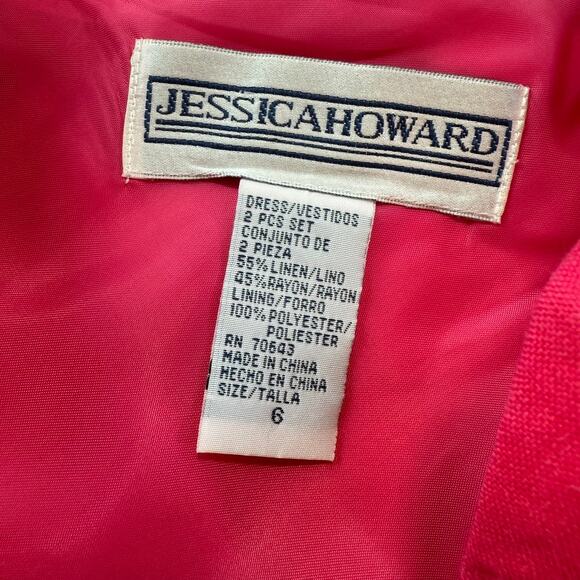 JESSICAHOWARD
DRESS/VESTIDOS
2 PCS SET
CONJUNTO DE
2 PIEZA
55% LINEN/LINO
45% RAYON/RAYON
LINING/FORRO
100% POLYESTER/
POLIESTER
RN 70643
MADE IN CHINA
HECHO EN CHINA
SIZE/TALLA
6